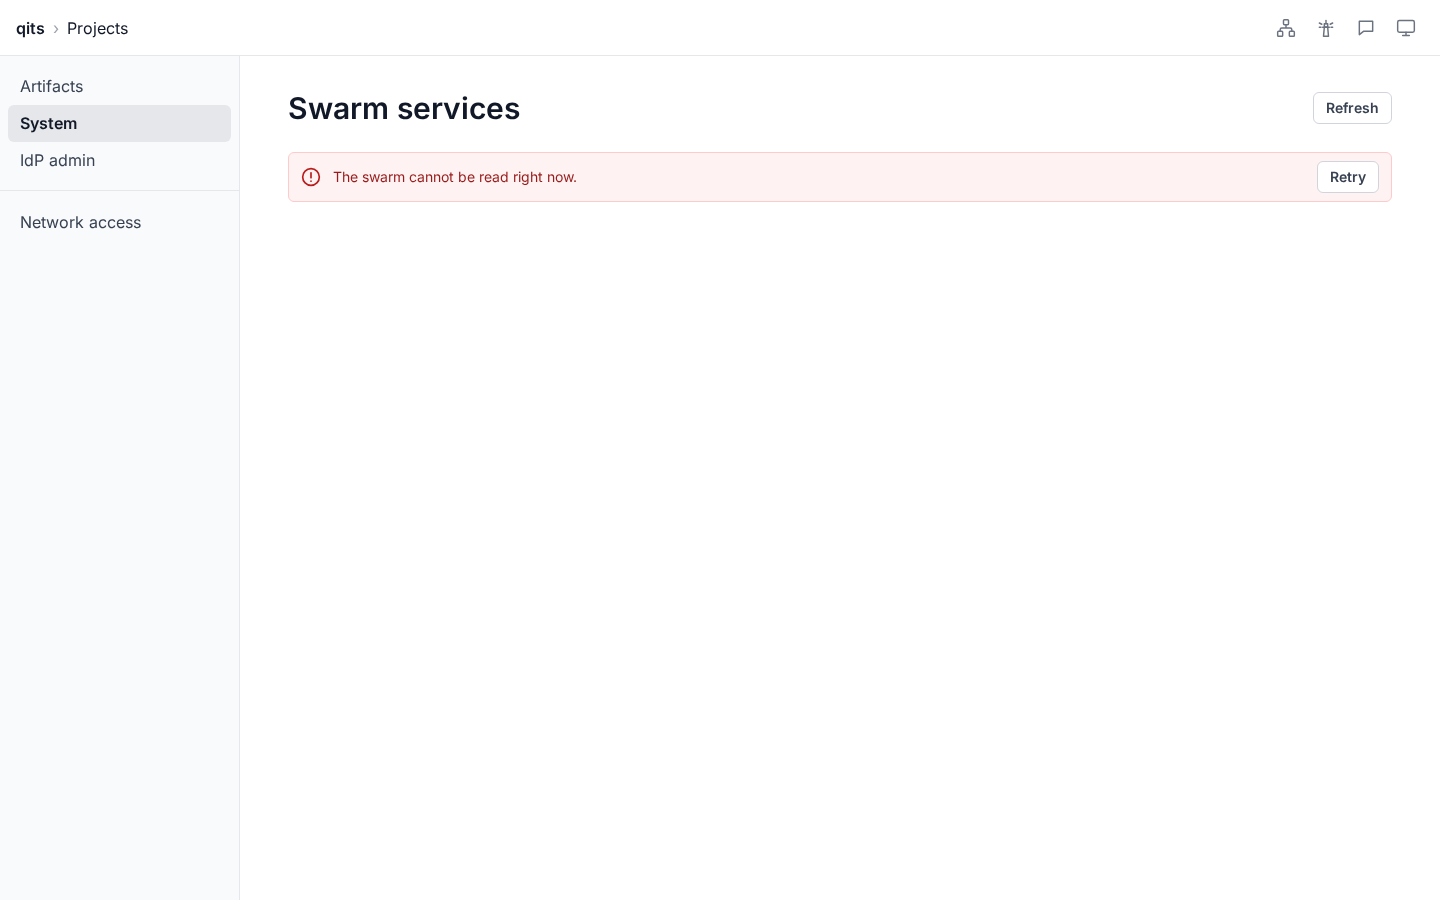 qits › Projects
Artifacts
System
IdP admin
Network access
Swarm services
Refresh
The swarm cannot be read right now.
Retry